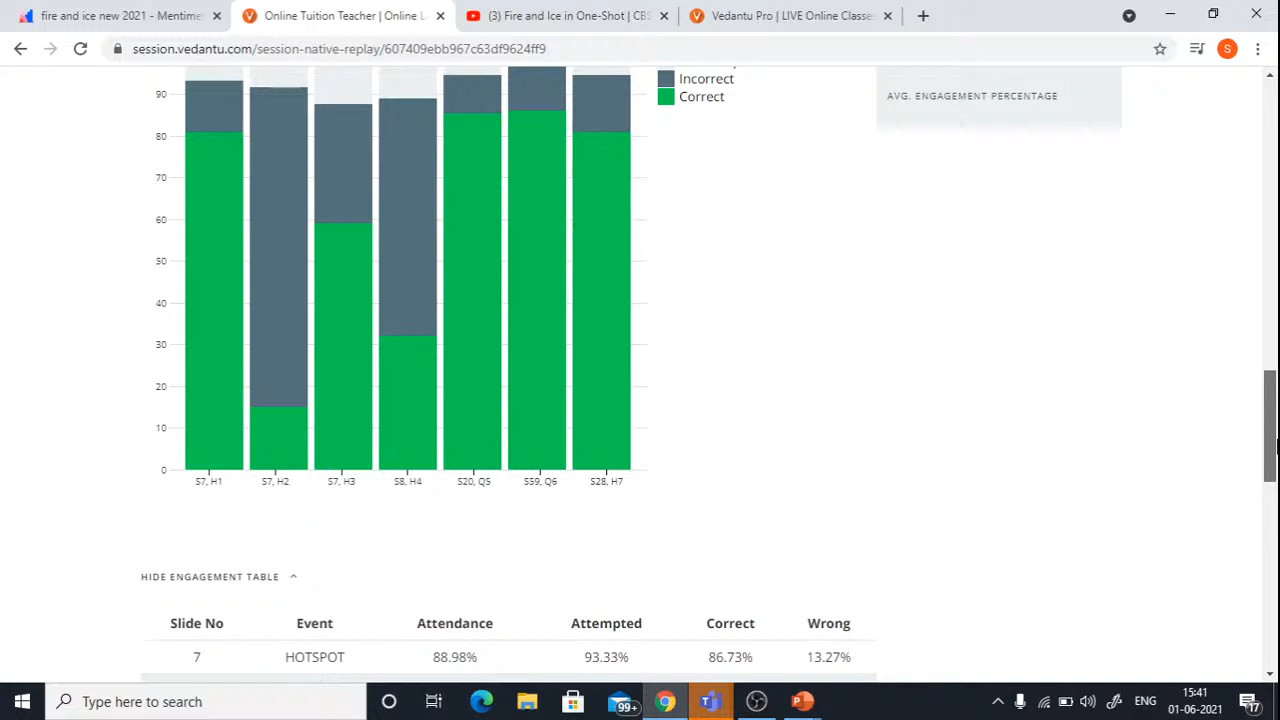 fire and ice new 2021 - Mentimet
Online Tuition Teacher | Online L
(3) Fire and Ice in One-Shot | CBS
Vedantu Pro | LIVE Online Classes
session.vedantu.com/session-native-replay/607409ebb967c63df9624ff9
S
Incorrect
Correct
AVG. ENGAGEMENT PERCENTAGE
90
80
70
60
50
40
30
20
10
0
S7, H1 S7, H2 S7, H3 S8, H4 S20, Q5 S59, Q6 S28, H7
HIDE ENGAGEMENT TABLE
Slide No Event Attendance Attempted Correct Wrong
7 HOTSPOT 88.98% 93.33% 86.73% 13.27%
Type here to search
99+
ENG
15:41
01-06-2021
17